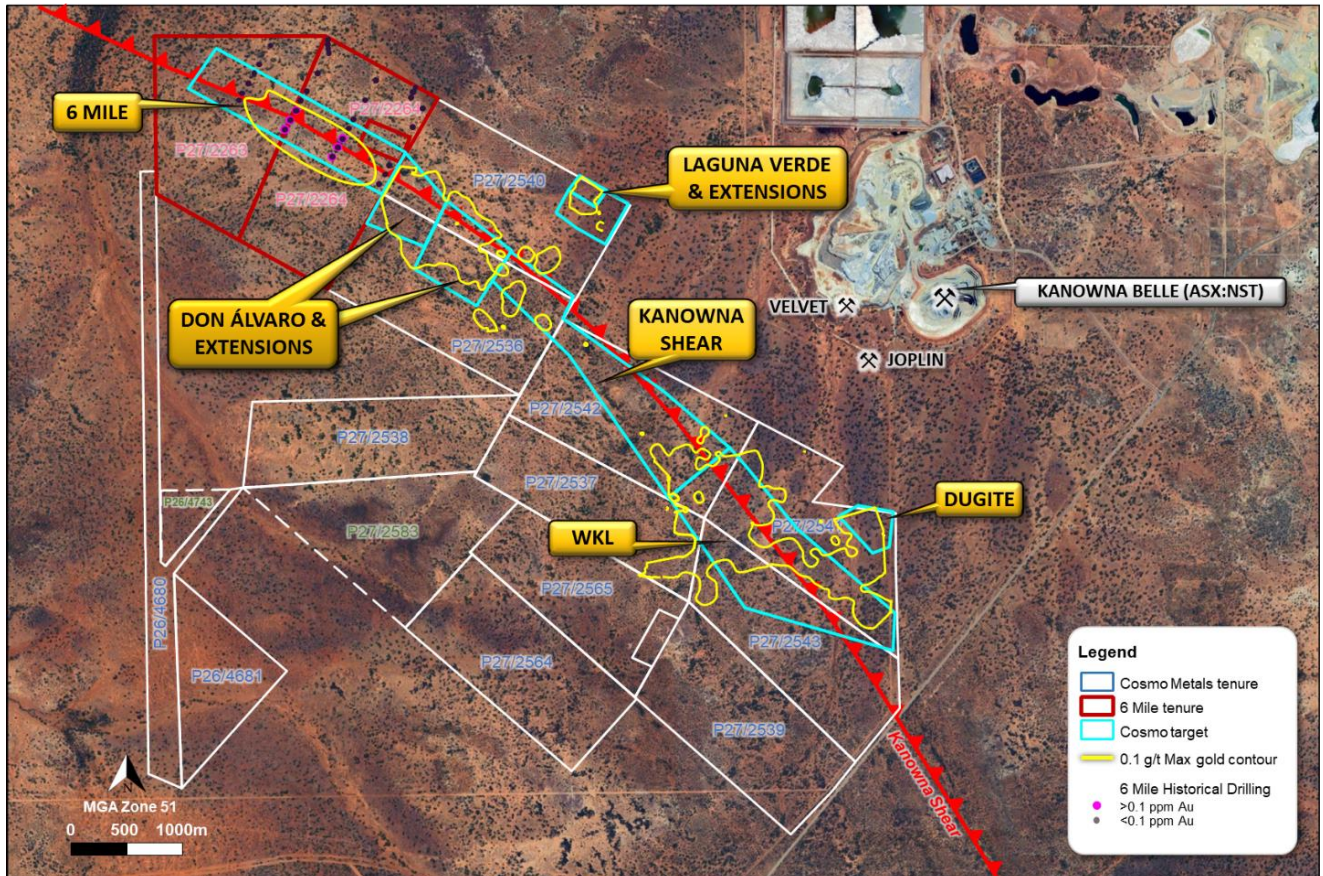 6 MILE
P27/2264
P27/2263
P27/2264
P27/2540
LAGUNA VERDE
& EXTENSIONS
VELVET
KANOWNA BELLE (ASX:NST)
JOPLIN
DON ÁLVARO &
EXTENSIONS
KANOWNA
SHEAR
P27/2536
P27/2542
P27/2538
P27/2537
P26/4743
P27/2583
WKL
DUGITE
P27/254
P26/4680
P27/2565
P26/4681
P27/2564
P27/2543
P27/2539
Kanowna Shear
N
MGA Zone 51
0 500 1000m
Legend
Cosmo Metals tenure
6 Mile tenure
Cosmo target
0.1 g/t Max gold contour
6 Mile Historical Drilling
>0.1 ppm Au
<0.1 ppm Au